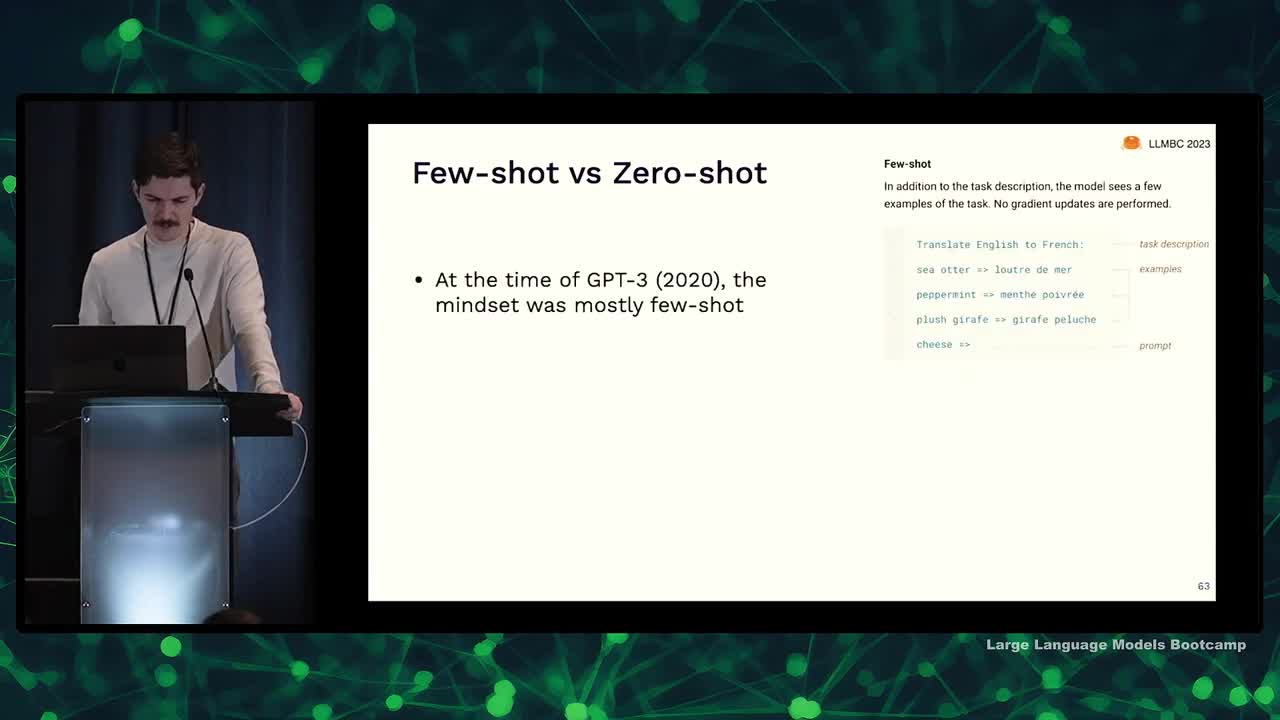 LLMBC 2023
Few-shot vs Zero-shot
• At the time of GPT-3 (2020), the
mindset was mostly few-shot
Few-shot
In addition to the task description, the model sees a few
examples of the task. No gradient updates are performed.
Translate English to French: task description
sea otter => loutre de mer examples
peppermint => menthe poivrée
plush girafe => girafe peluche
cheese => prompt
63
Large Language Models Bootcamp